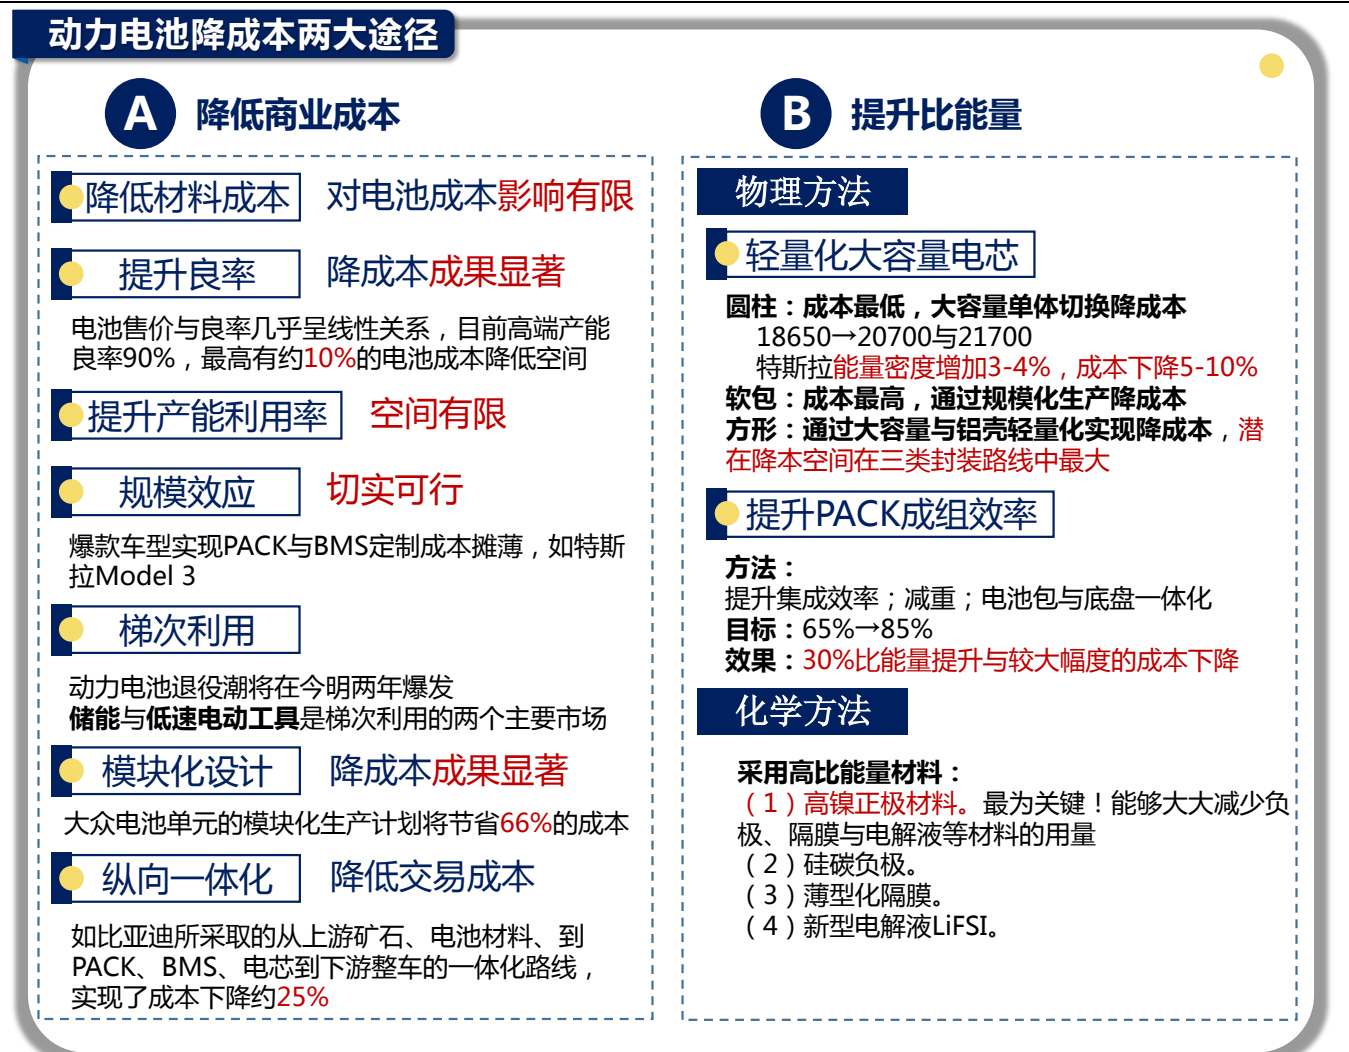 动力电池降成本两大途径
A 降低商业成本
降低材料成本 对电池成本影响有限
提升良率 降成本成果显著
电池售价与良率几乎呈线性关系，目前高端产能
良率90%，最高有约10%的电池成本降低空间
提升产能利用率 空间有限
规模效应 切实可行
爆款车型实现PACK与BMS定制成本摊薄，如特斯
拉Model 3
梯次利用
动力电池退役潮将在今明两年爆发
储能与低速电动工具是梯次利用的两个主要市场
模块化设计 降成本成果显著
大众电池单元的模块化生产计划将节省66%的成本
纵向一体化 降低交易成本
如比亚迪所采取的从上游矿石、电池材料、到
PACK、BMS、电芯到下游整车的一体化路线，
实现了成本下降约25%
B 提升比能量
物理方法
轻量化大容量电芯
圆柱：成本最低，大容量单体切换降成本
18650→20700与21700
特斯拉能量密度增加3-4%，成本下降5-10%
软包：成本最高，通过规模化生产降成本
方形：通过大容量与铝壳轻量化实现降成本，潜
在降本空间在三类封装路线中最大
提升PACK成组效率
方法：
提升集成效率；减重；电池包与底盘一体化
目标：65%→85%
效果：30%比能量提升与较大幅度的成本下降
化学方法
采用高比能量材料：
（1）高镍正极材料。最为关键！能够大大减少负
极、隔膜与电解液等材料的用量
（2）硅碳负极。
（3）薄型化隔膜。
（4）新型电解液LiFSI。